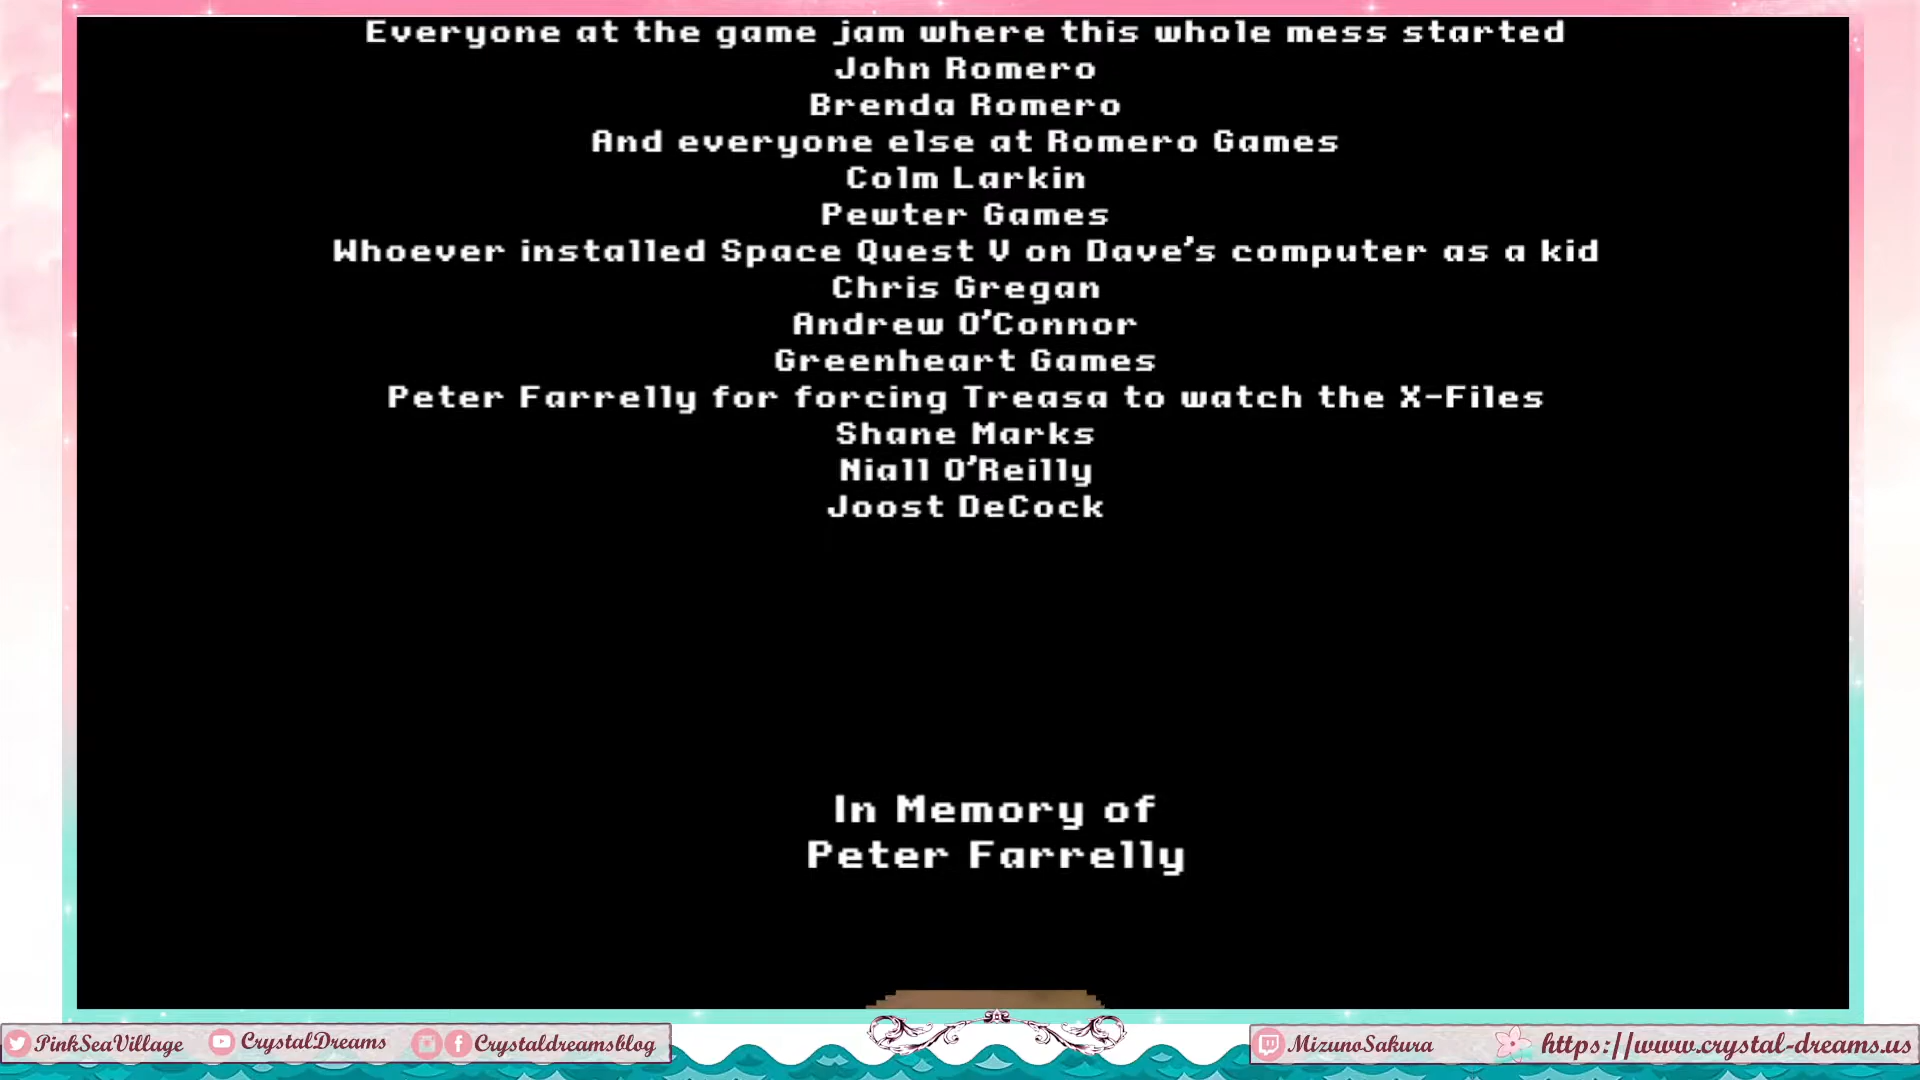 Everyone at the game jam where this whole mess started
John Romero
Brenda Romero
And everyone else at Romero Games
Colm Larkin
Pewter Games
Whoever installed Space Quest V on Dave's computer as a kid
Chris Gregan
Andrew O'Connor
Greenheart Games
Peter Farrelly for forcing Treasa to watch the X-Files
Shane Marks
Niall O'Reilly
Joost DeCock
In Memory of
Peter Farrelly
PinkSeaVillage CrystalDreams Crystaldreamsblog MizunoSakura https://www.crystal-dreams.us